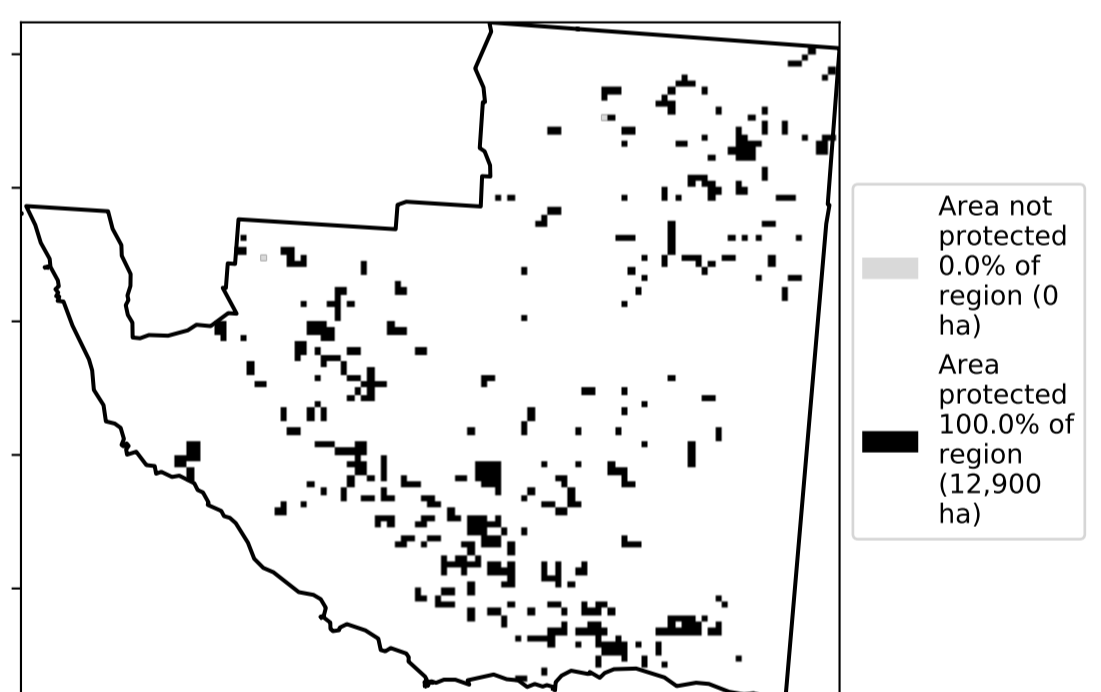 Area not
protected
0.0% of
region (0
ha)
Area
protected
100.0% of
region
(12,900
ha)